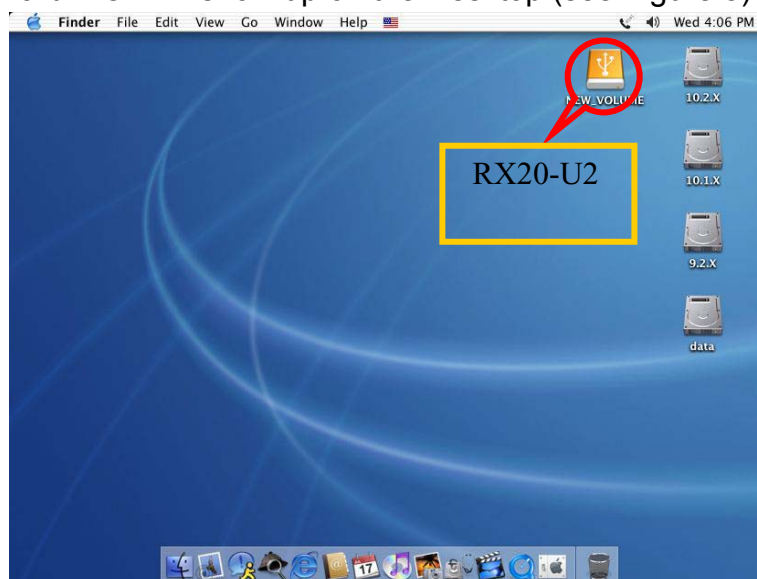 Finder File Edit View Go Window Help Wed 4:06 PM
NEW_VOLUME
10.2.X
RX20-U2
10.1.X
9.2.X
data
17